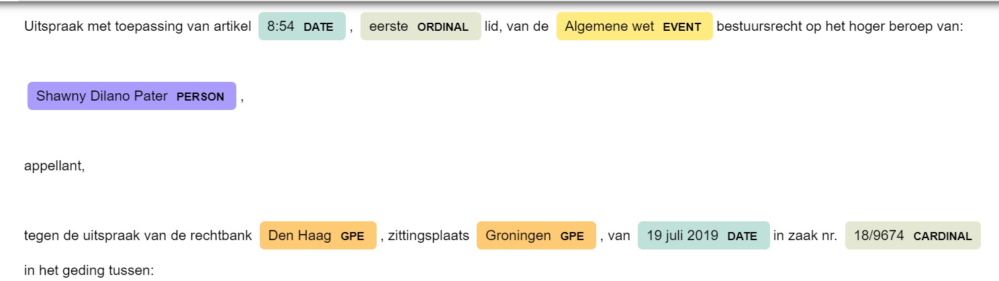 Uitspraak met toepassing van artikel 8:54 DATE , eerste ORDINAL lid, van de Algemene wet EVENT bestuursrecht op het hoger beroep van:
Shawny Dilano Pater PERSON ,
appellant,
tegen de uitspraak van de rechtbank Den Haag GPE , zittingsplaats Groningen GPE , van 19 juli 2019 DATE in zaak nr. 18/9674 CARDINAL
in het geding tussen: